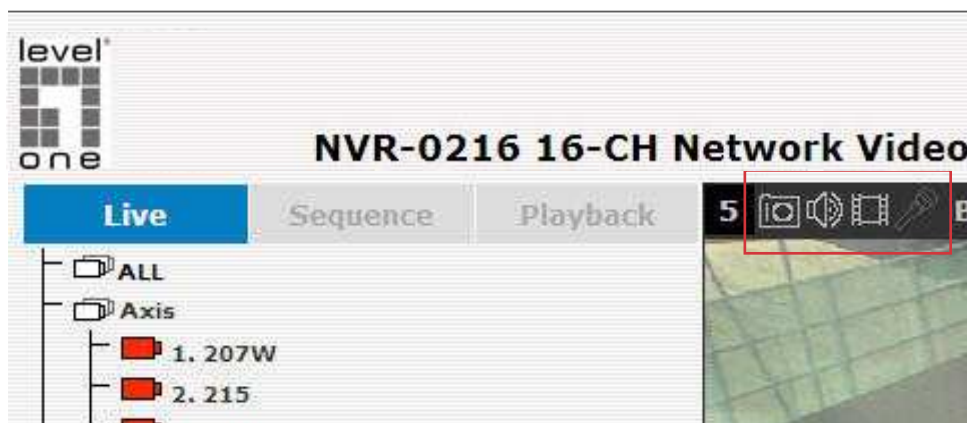 level
one
NVR-0216 16-CH Network Video
Live Sequence Playback 5
ALL
Axis
1. 207W
2. 215